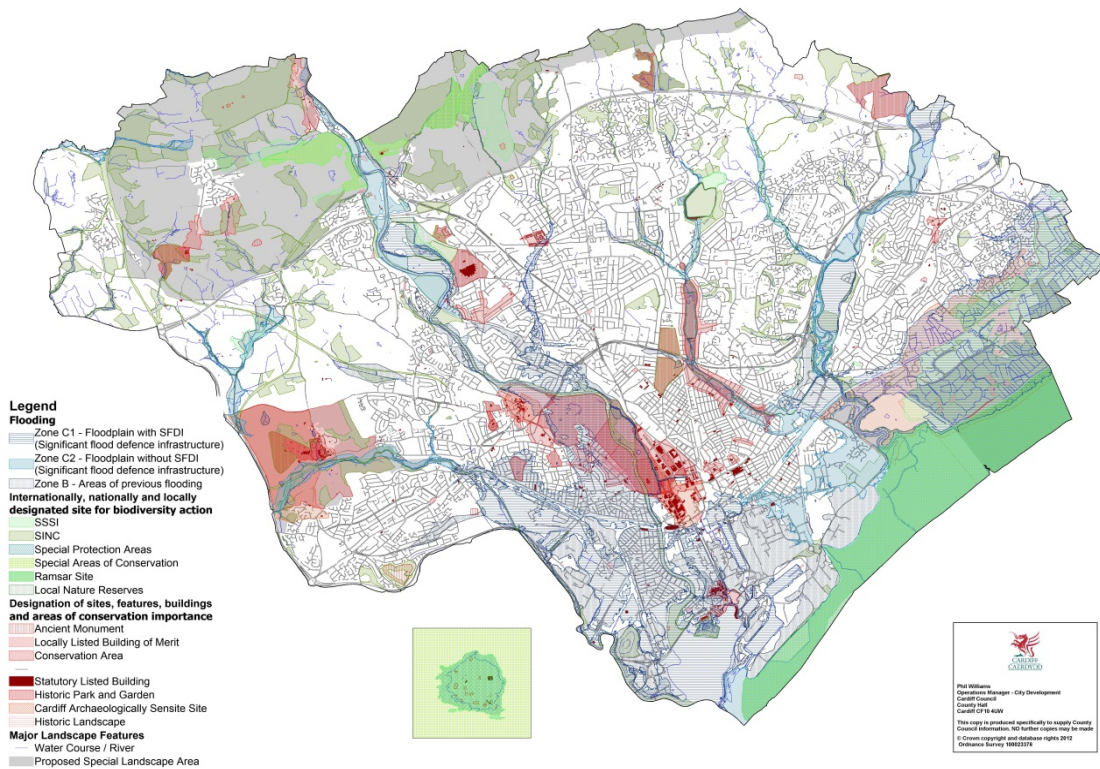 Legend
Flooding
Zone C1 - Floodplain with SFDI
(Significant flood defence infrastructure)
Zone C2 - Floodplain without SFDI
(Significant flood defence infrastructure)
Zone B - Areas of previous flooding
Internationally, nationally and locally
designated site for biodiversity action
SSSI
SINC
Special Protection Areas
Special Areas of Conservation
Ramsar Site
Local Nature Reserves
Designation of sites, features, buildings
and areas of conservation importance
Ancient Monument
Locally Listed Building of Merit
Conservation Area
Statutory Listed Building
Historic Park and Garden
Cardiff Archaeologically Sensite Site
Historic Landscape
Major Landscape Features
Water Course / River
Proposed Special Landscape Area
CARDIFF
CAERDYDD
Phil Williams
Operations Manager - City Development
Cardiff Council
County Hall
Cardiff CF10 4UW
This copy is produced specifically to supply County
Council information. NO further copies may be made
© Crown copyright and database rights 2012
Ordnance Survey 100023376